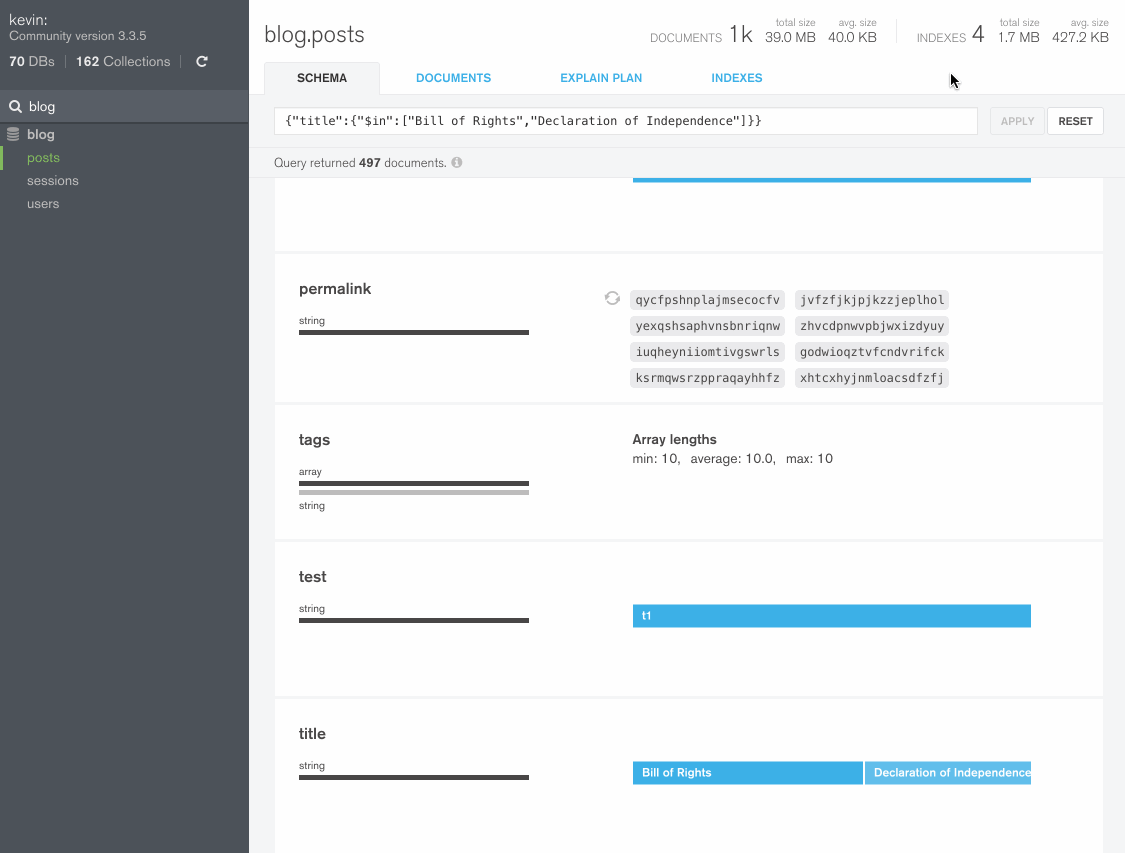 kevin:
Community version 3.3.5
70 DBs 162 Collections
blog
blog
posts
sessions
users
blog.posts
DOCUMENTS 1k total size 39.0 MB avg. size 40.0 KB INDEXES 4 total size 1.7 MB avg. size 427.2 KB
SCHEMA DOCUMENTS EXPLAIN PLAN INDEXES
{"title":{"$in":["Bill of Rights","Declaration of Independence"]}} APPLY RESET
Query returned 497 documents.
permalink
string
qycfpshnplajmsecocfv jvfzfjkjpjkzzjeplhol
yexqshsaphvnsbnriqnw zhvcdpnwvpbjwxizdyuy
iuqheyniiomtivgswrls godwioqztvfcndvrifck
ksrmqwsrzppraqayhhfz xhtcxhyjnmloacsdfzfj
tags
array
string
Array lengths
min: 10, average: 10.0, max: 10
test
string
t1
title
string
Bill of Rights Declaration of Independence